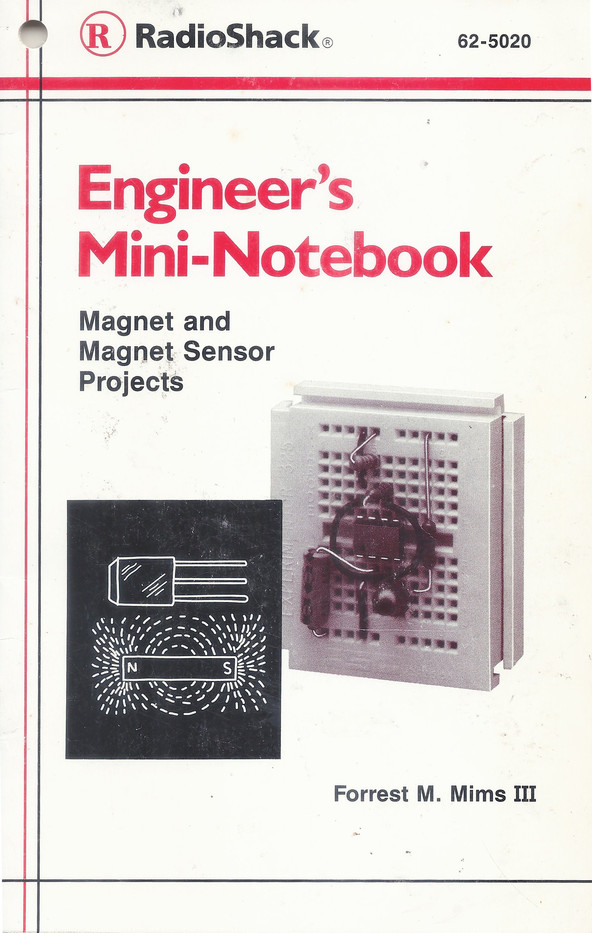 R RadioShack®
62-5020
Engineer's
Mini-Notebook
Magnet and
Magnet Sensor
Projects
N S
Forrest M. Mims III